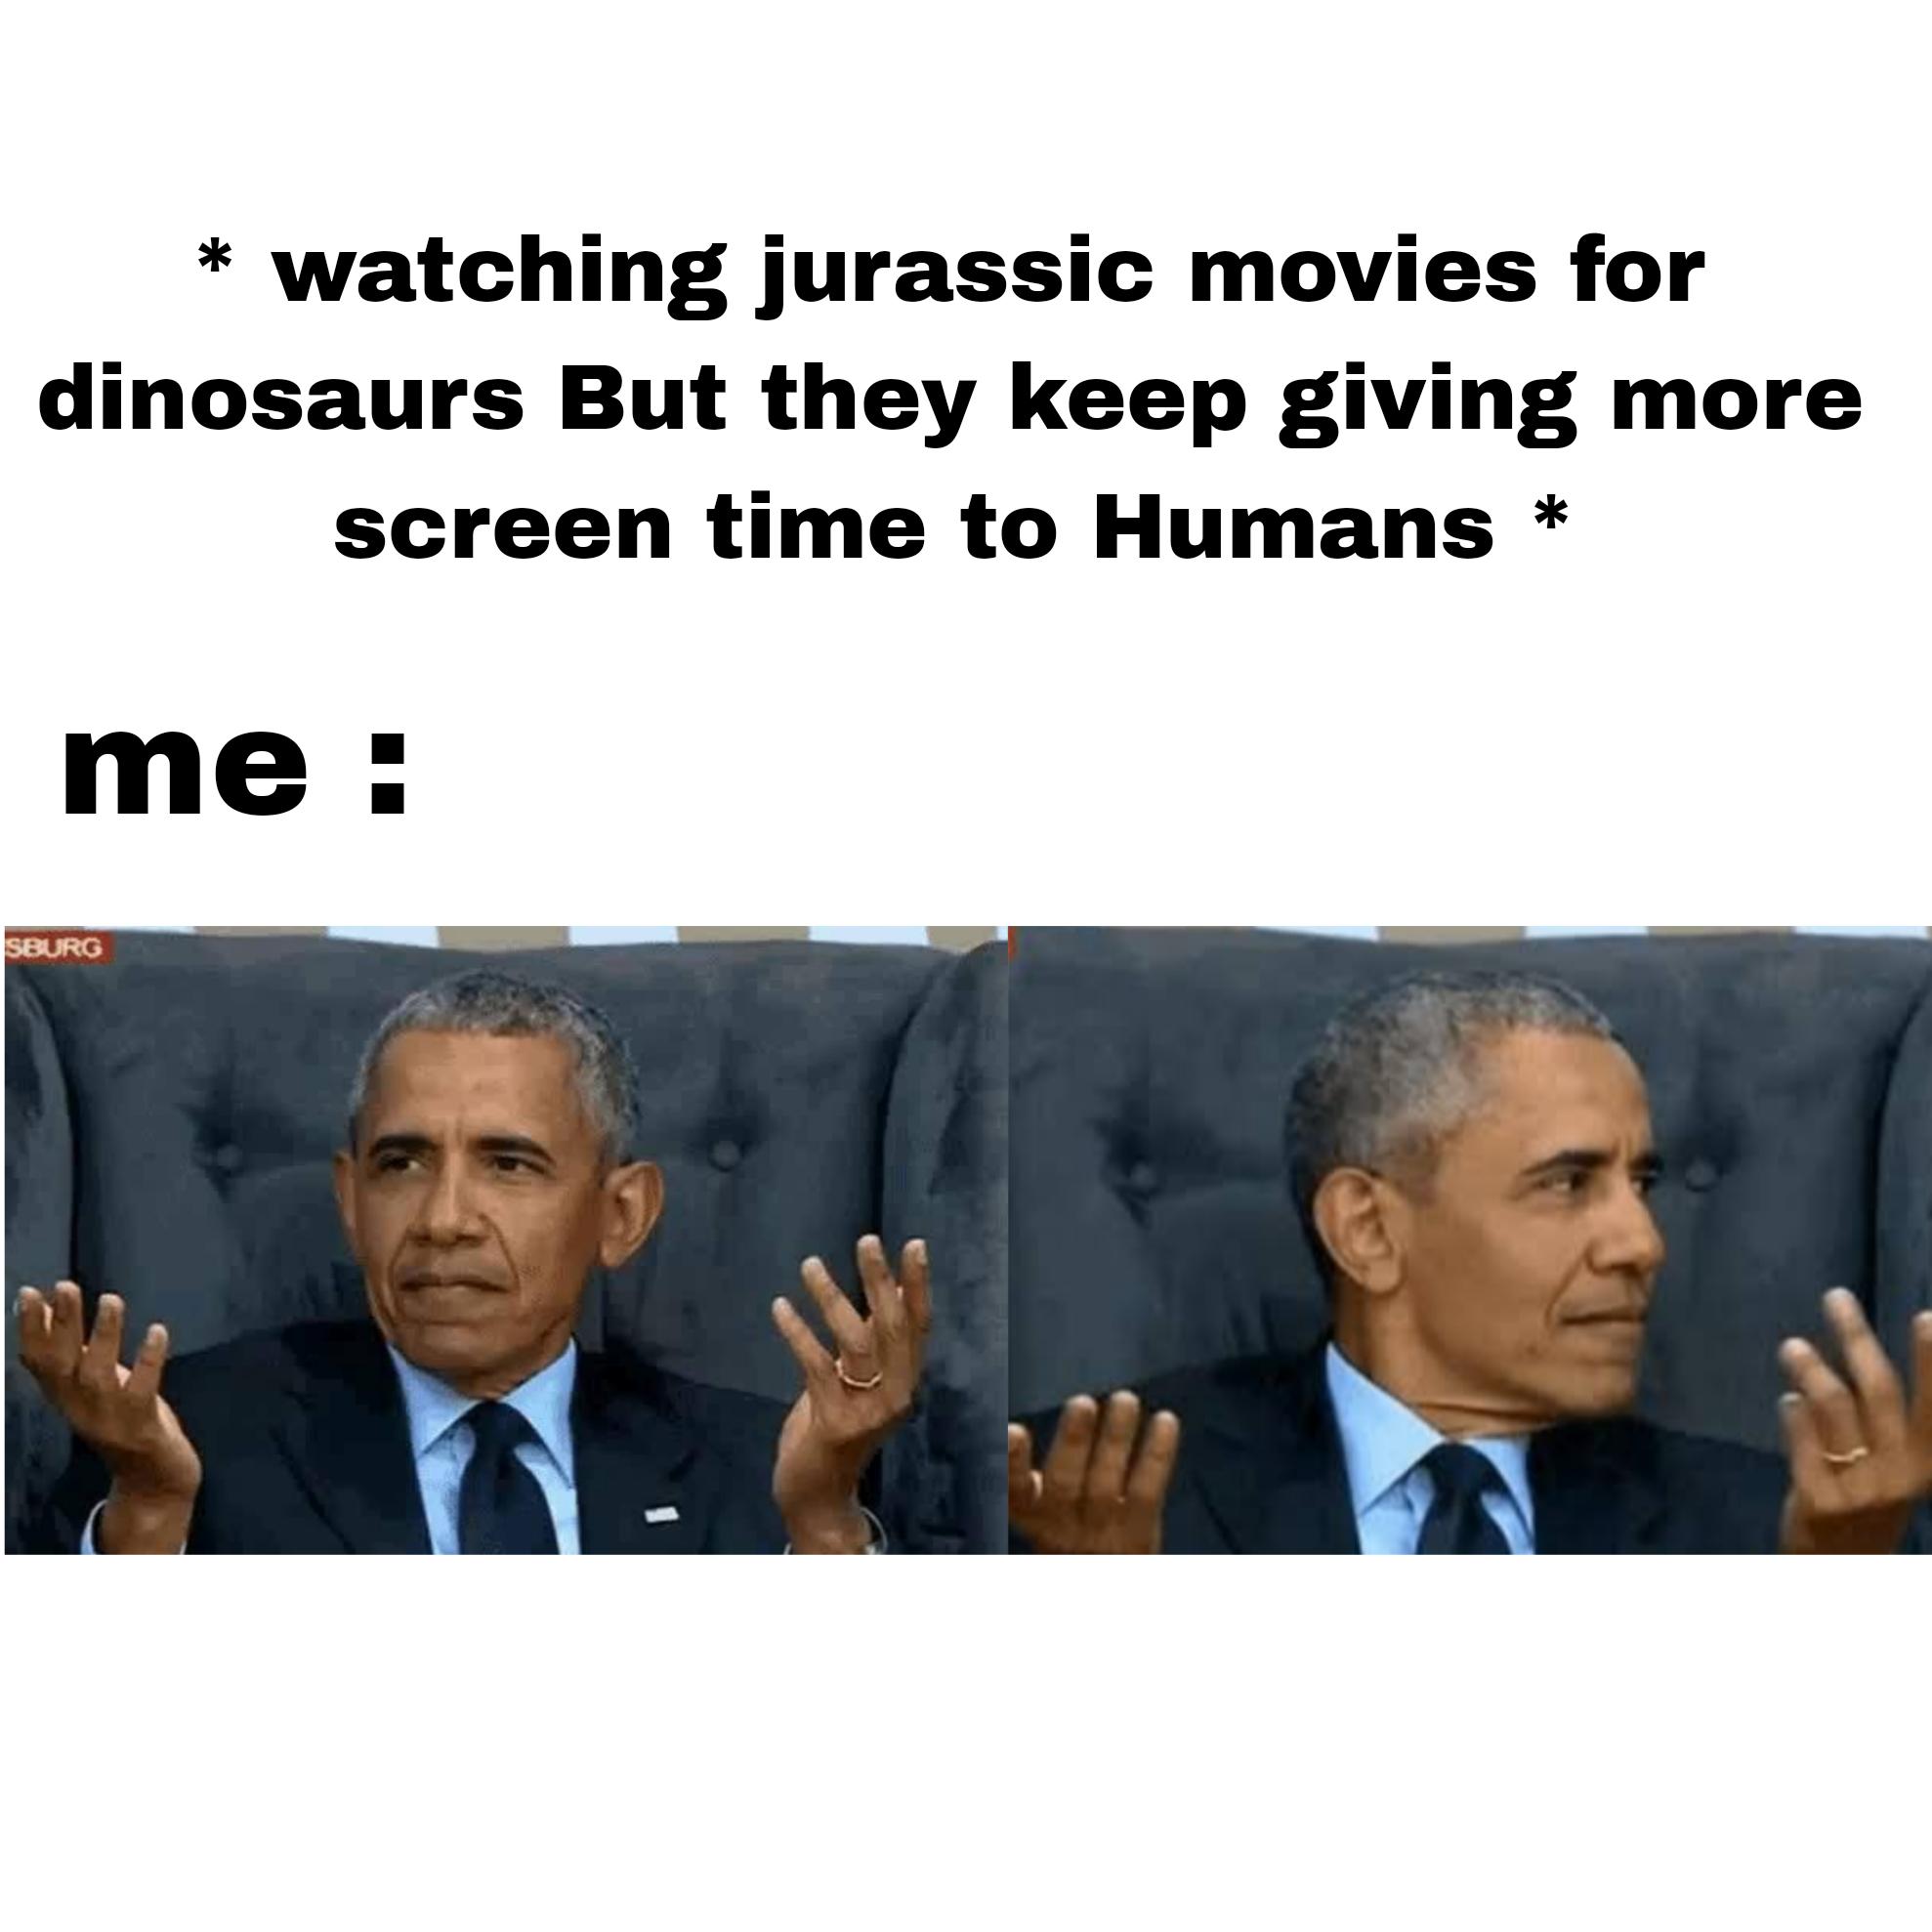 * watching jurassic movies for
dinosaurs But they keep giving more
screen time to Humans *
me :
SBURG